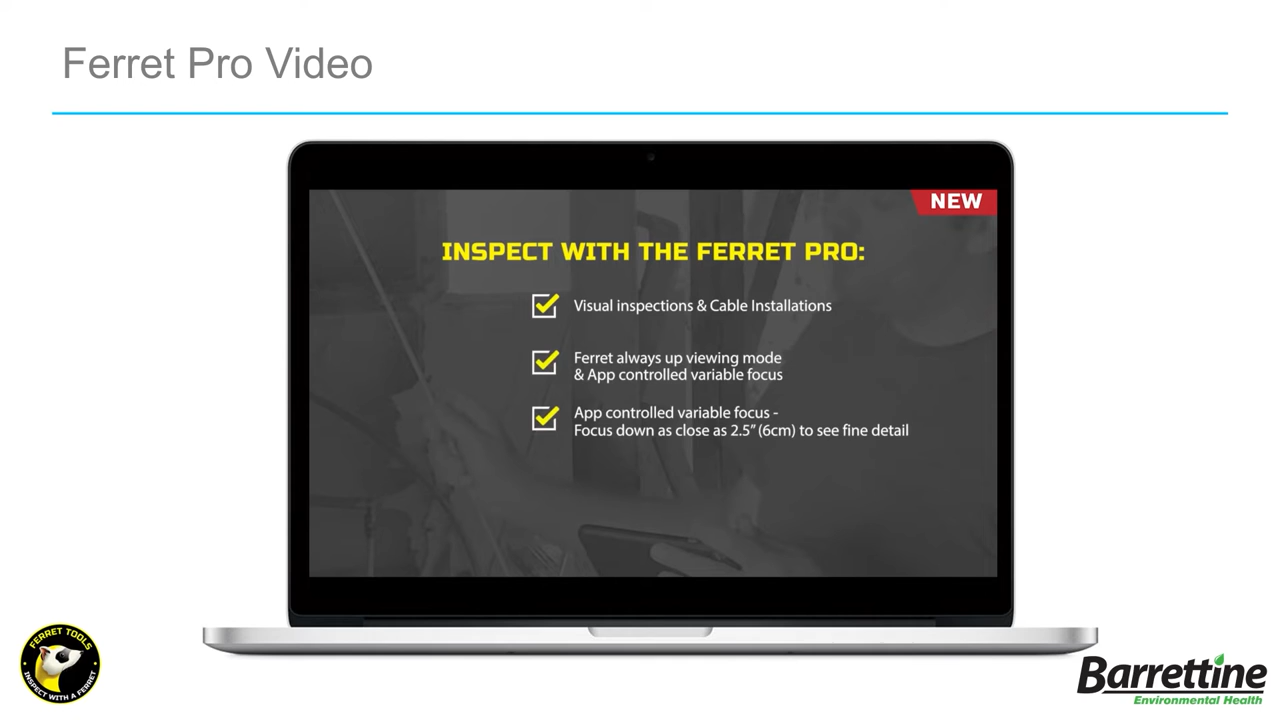 Ferret Pro Video
NEW
INSPECT WITH THE FERRET PRO:
Visual inspections & Cable Installations
Ferret always up viewing mode
& App controlled variable focus
App controlled variable focus -
Focus down as close as 2.5" (6cm) to see fine detail
FERRET TOOLS
• INSPECT WITH A FERRET •
Barrettine
Environmental Health